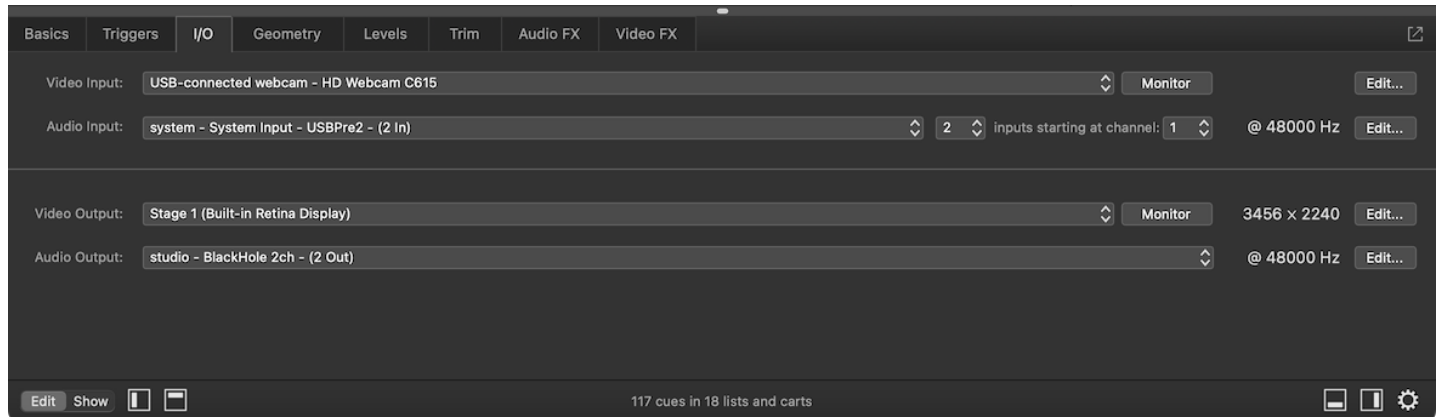 Basics Triggers I/O Geometry Levels Trim Audio FX Video FX
Video Input: USB-connected webcam - HD Webcam C615 Monitor Edit...
Audio Input: system - System Input - USBPre2 - (2 In) 2 inputs starting at channel: 1 @ 48000 Hz Edit...
Video Output: Stage 1 (Built-in Retina Display) Monitor 3456 × 2240 Edit...
Audio Output: studio - BlackHole 2ch - (2 Out) @ 48000 Hz Edit...
Edit Show 117 cues in 18 lists and carts